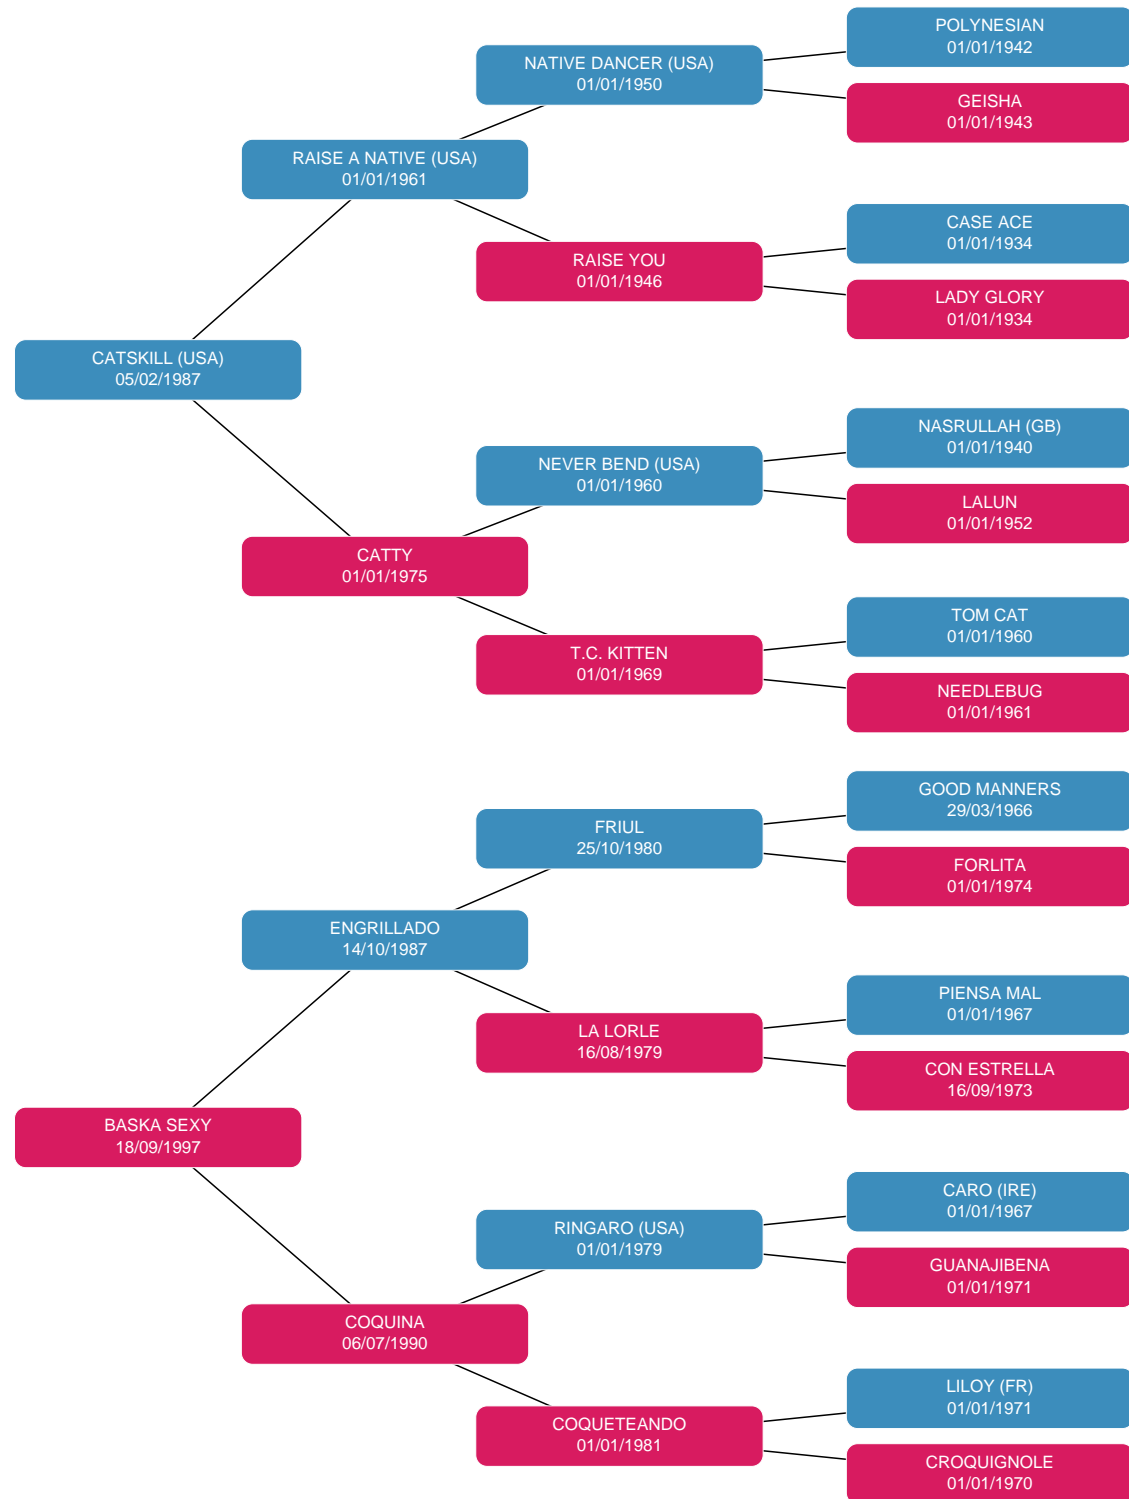 POLYNESIAN
01/01/1942
NATIVE DANCER (USA)
01/01/1950
GEISHA
01/01/1943
RAISE A NATIVE (USA)
01/01/1961
CASE ACE
01/01/1934
RAISE YOU
01/01/1946
LADY GLORY
01/01/1934
CATSKILL (USA)
05/02/1987
NASRULLAH (GB)
01/01/1940
NEVER BEND (USA)
01/01/1960
LALUN
01/01/1952
CATTY
01/01/1975
TOM CAT
01/01/1960
T.C. KITTEN
01/01/1969
NEEDLEBUG
01/01/1961
GOOD MANNERS
29/03/1966
FRIUL
25/10/1980
FORLITA
01/01/1974
ENGRILLADO
14/10/1987
PIENSA MAL
01/01/1967
LA LORLE
16/08/1979
CON ESTRELLA
16/09/1973
BASKA SEXY
18/09/1997
CARO (IRE)
01/01/1967
RINGARO (USA)
01/01/1979
GUANAJIBENA
01/01/1971
COQUINA
06/07/1990
LILOY (FR)
01/01/1971
COQUETEANDO
01/01/1981
CROQUIGNOLE
01/01/1970